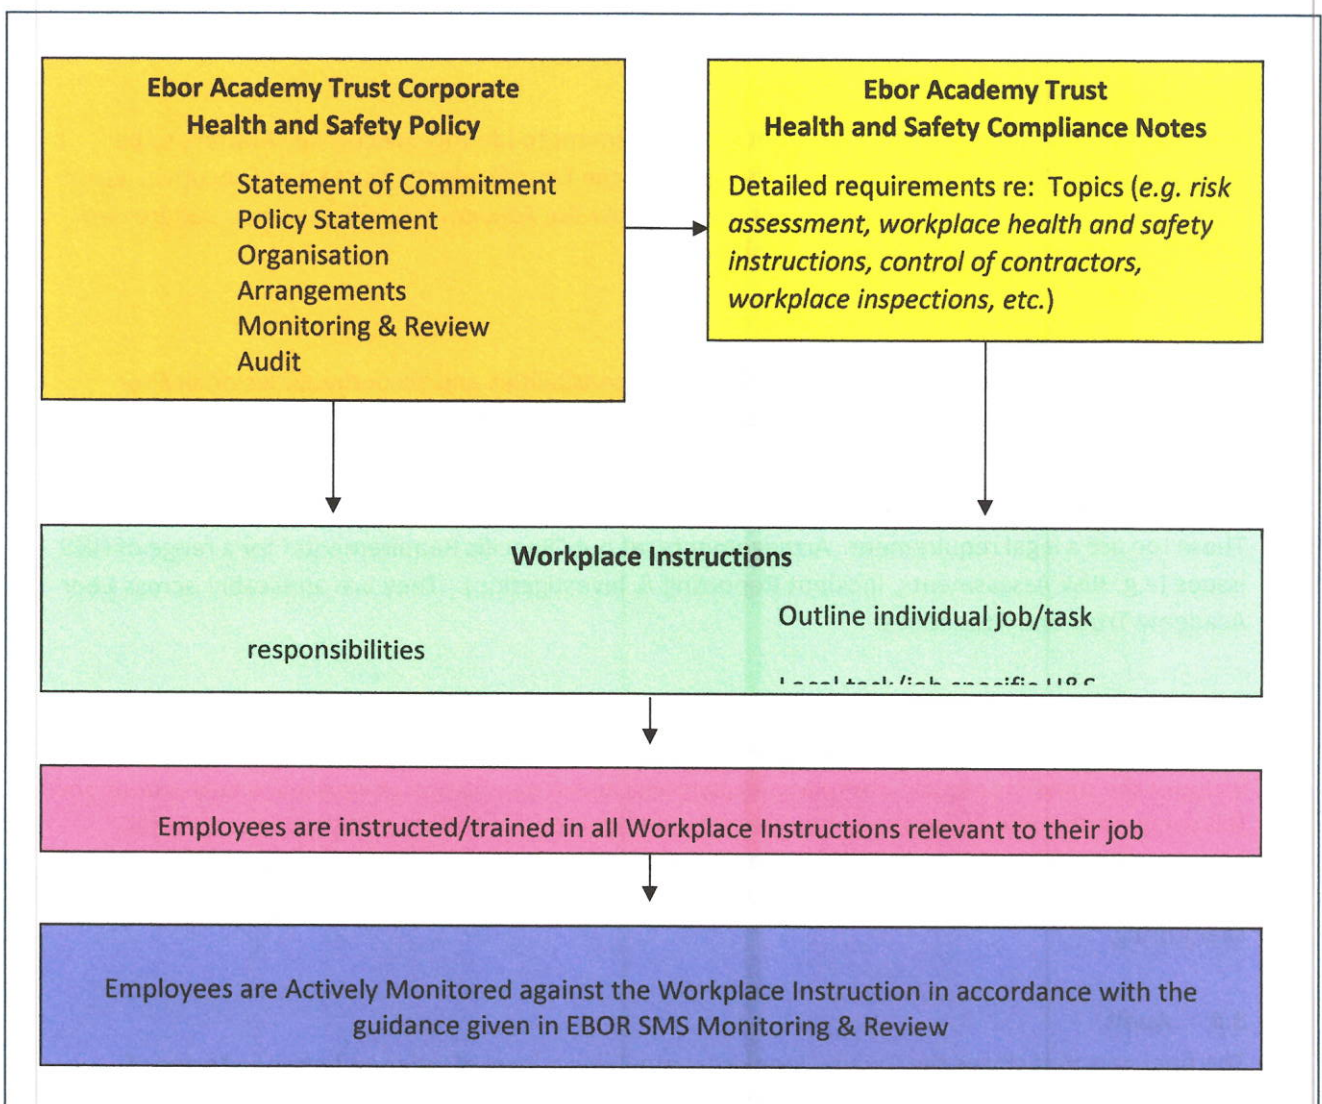 Ebor Academy Trust Corporate
Health and Safety Policy
Statement of Commitment
Policy Statement
Organisation
Arrangements
Monitoring & Review
Audit
Ebor Academy Trust
Health and Safety Compliance Notes
Detailed requirements re: Topics (e.g. risk
assessment, workplace health and safety
instructions, control of contractors,
workplace inspections, etc.)
Workplace Instructions
Outline individual job/task
responsibilities
Local task/job specific H&S
Employees are instructed/trained in all Workplace Instructions relevant to their job
Employees are Actively Monitored against the Workplace Instruction in accordance with the
guidance given in EBOR SMS Monitoring & Review